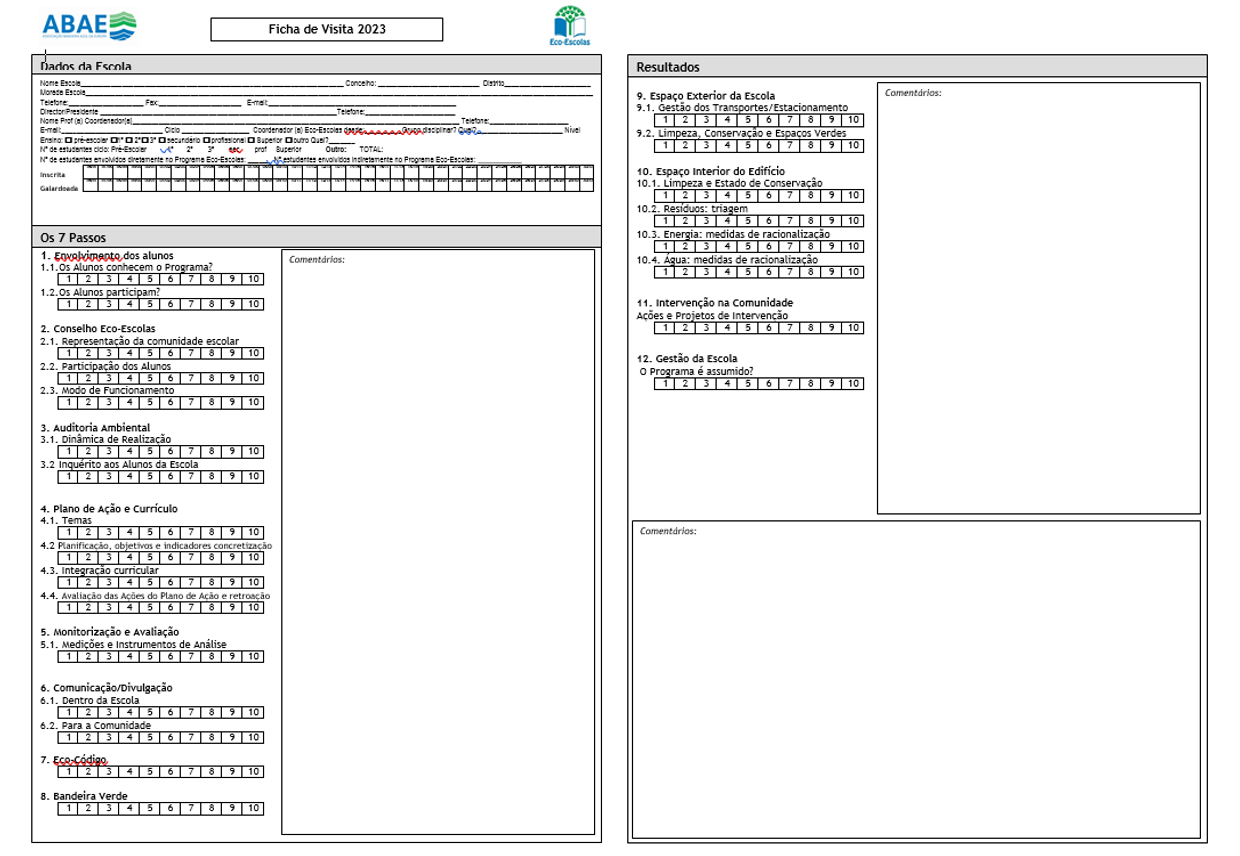 ABAE
Ficha de Visita 2023
Eco-Escolas
Dados da Escola
Nome Escola Concelho: Distrito
Morada Escola
Telefone: Fax: E-mail:
Director/Presidente Telefone:
Nome Prof (a) Coordenador(a) Telefone:
E-mail: Ciclo Coordenador (a) Eco-Escolas desde Grupo disciplinar? Qual? Nível
Ensino: pré-escolar 1º 2º 3º secundário profissional Superior outro Qual?
Nº de estudantes ciclo: Pré-Escolar 1º 2º 3º sec prof Superior Outro: TOTAL:
Nº de estudantes envolvidos diretamente no Programa Eco-Escolas: Nº estudantes envolvidos indiretamente no Programa Eco-Escolas:
Inscrita
Galardoada
Os 7 Passos
1. Envolvimento dos alunos
1.1.Os Alunos conhecem o Programa?
1 2 3 4 5 6 7 8 9 10
1.2.Os Alunos participam?
1 2 3 4 5 6 7 8 9 10
2. Conselho Eco-Escolas
2.1. Representação da comunidade escolar
1 2 3 4 5 6 7 8 9 10
2.2. Participação dos Alunos
1 2 3 4 5 6 7 8 9 10
2.3. Modo de Funcionamento
1 2 3 4 5 6 7 8 9 10
3. Auditoria Ambiental
3.1. Dinâmica de Realização
1 2 3 4 5 6 7 8 9 10
3.2 Inquérito aos Alunos da Escola
1 2 3 4 5 6 7 8 9 10
4. Plano de Ação e Currículo
4.1. Temas
1 2 3 4 5 6 7 8 9 10
4.2 Planificação, objetivos e indicadores concretização
1 2 3 4 5 6 7 8 9 10
4.3. Integração curricular
1 2 3 4 5 6 7 8 9 10
4.4. Avaliação das Ações do Plano de Ação e retroação
1 2 3 4 5 6 7 8 9 10
5. Monitorização e Avaliação
5.1. Medições e Instrumentos de Análise
1 2 3 4 5 6 7 8 9 10
6. Comunicação/Divulgação
6.1. Dentro da Escola
1 2 3 4 5 6 7 8 9 10
6.2. Para a Comunidade
1 2 3 4 5 6 7 8 9 10
7. Eco-Código
1 2 3 4 5 6 7 8 9 10
8. Bandeira Verde
1 2 3 4 5 6 7 8 9 10
Comentários:
Resultados
9. Espaço Exterior da Escola
9.1. Gestão dos Transportes/Estacionamento
1 2 3 4 5 6 7 8 9 10
9.2. Limpeza, Conservação e Espaços Verdes
1 2 3 4 5 6 7 8 9 10
10. Espaço Interior do Edifício
10.1. Limpeza e Estado de Conservação
1 2 3 4 5 6 7 8 9 10
10.2. Resíduos: triagem
1 2 3 4 5 6 7 8 9 10
10.3. Energia: medidas de racionalização
1 2 3 4 5 6 7 8 9 10
10.4. Água: medidas de racionalização
1 2 3 4 5 6 7 8 9 10
11. Intervenção na Comunidade
Ações e Projetos de Intervenção
1 2 3 4 5 6 7 8 9 10
12. Gestão da Escola
O Programa é assumido?
1 2 3 4 5 6 7 8 9 10
Comentários:
Comentários: